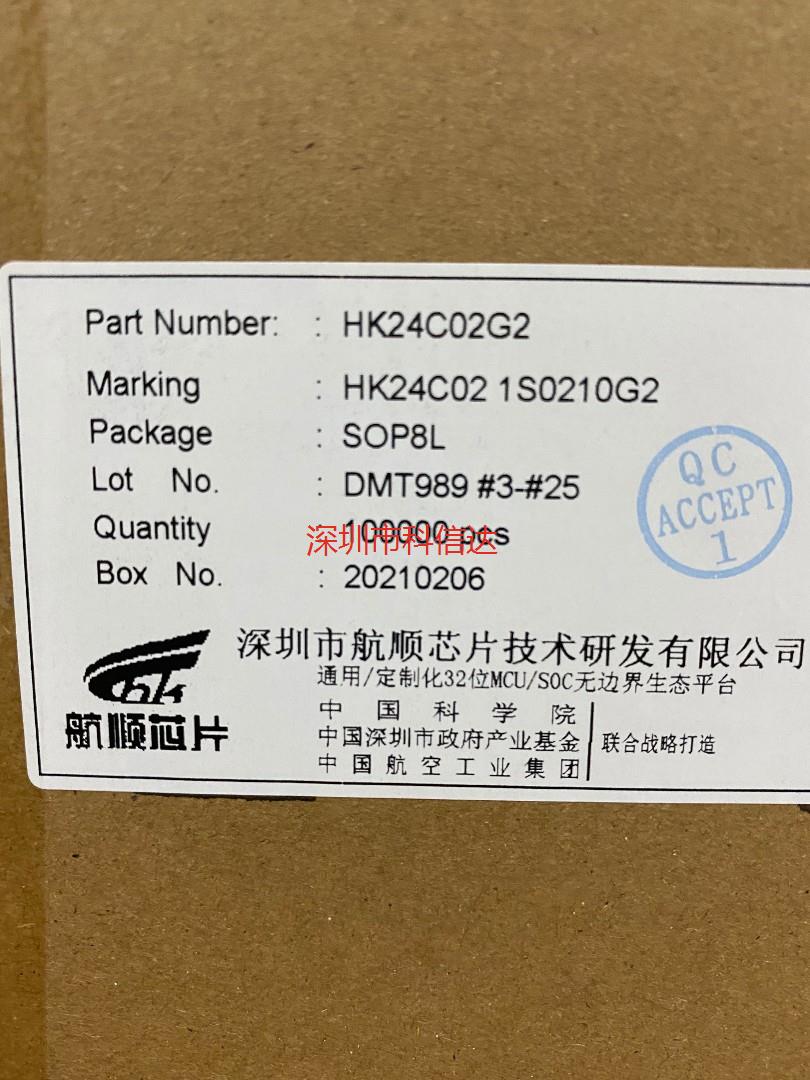 Part Number: : HK24C02G2
Marking : HK24C02 1S0210G2
Package : SOP8L
Lot No. : DMT989 #3-#25
Quantity : 100000 pcs
深圳市科信达
Box No. : 20210206
QC
ACCEPT
1
深圳市航顺芯片技术研发有限公司
通用/定制化32位MCU/SOC无边界生态平台
hk
航顺芯片
中国科学院
中国深圳市政府产业基金
中国航空工业集团
联合战略打造